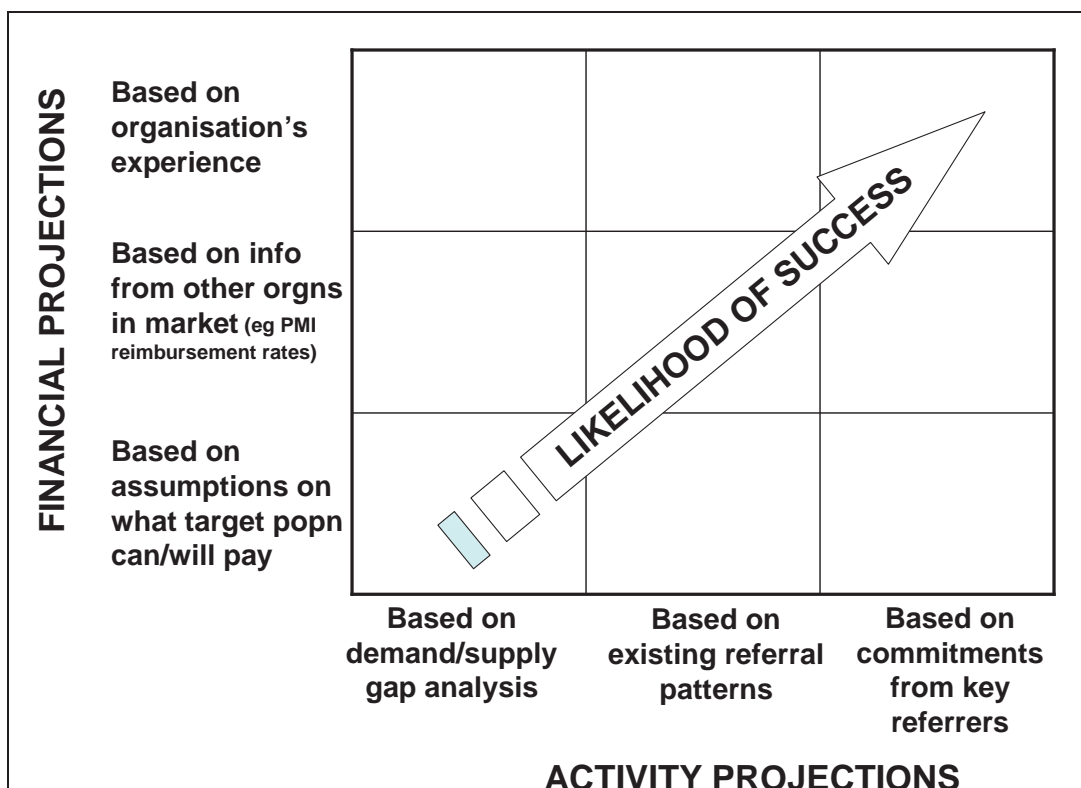 FINANCIAL PROJECTIONS
Based on
organisation's
experience
Based on info
from other orgns
in market (eg PMI
reimbursement rates)
Based on
assumptions on
what target popn
can/will pay
LIKELIHOOD OF SUCCESS
Based on
demand/supply
gap analysis
Based on
existing referral
patterns
Based on
commitments
from key
referrers
ACTIVITY PROJECTIONS